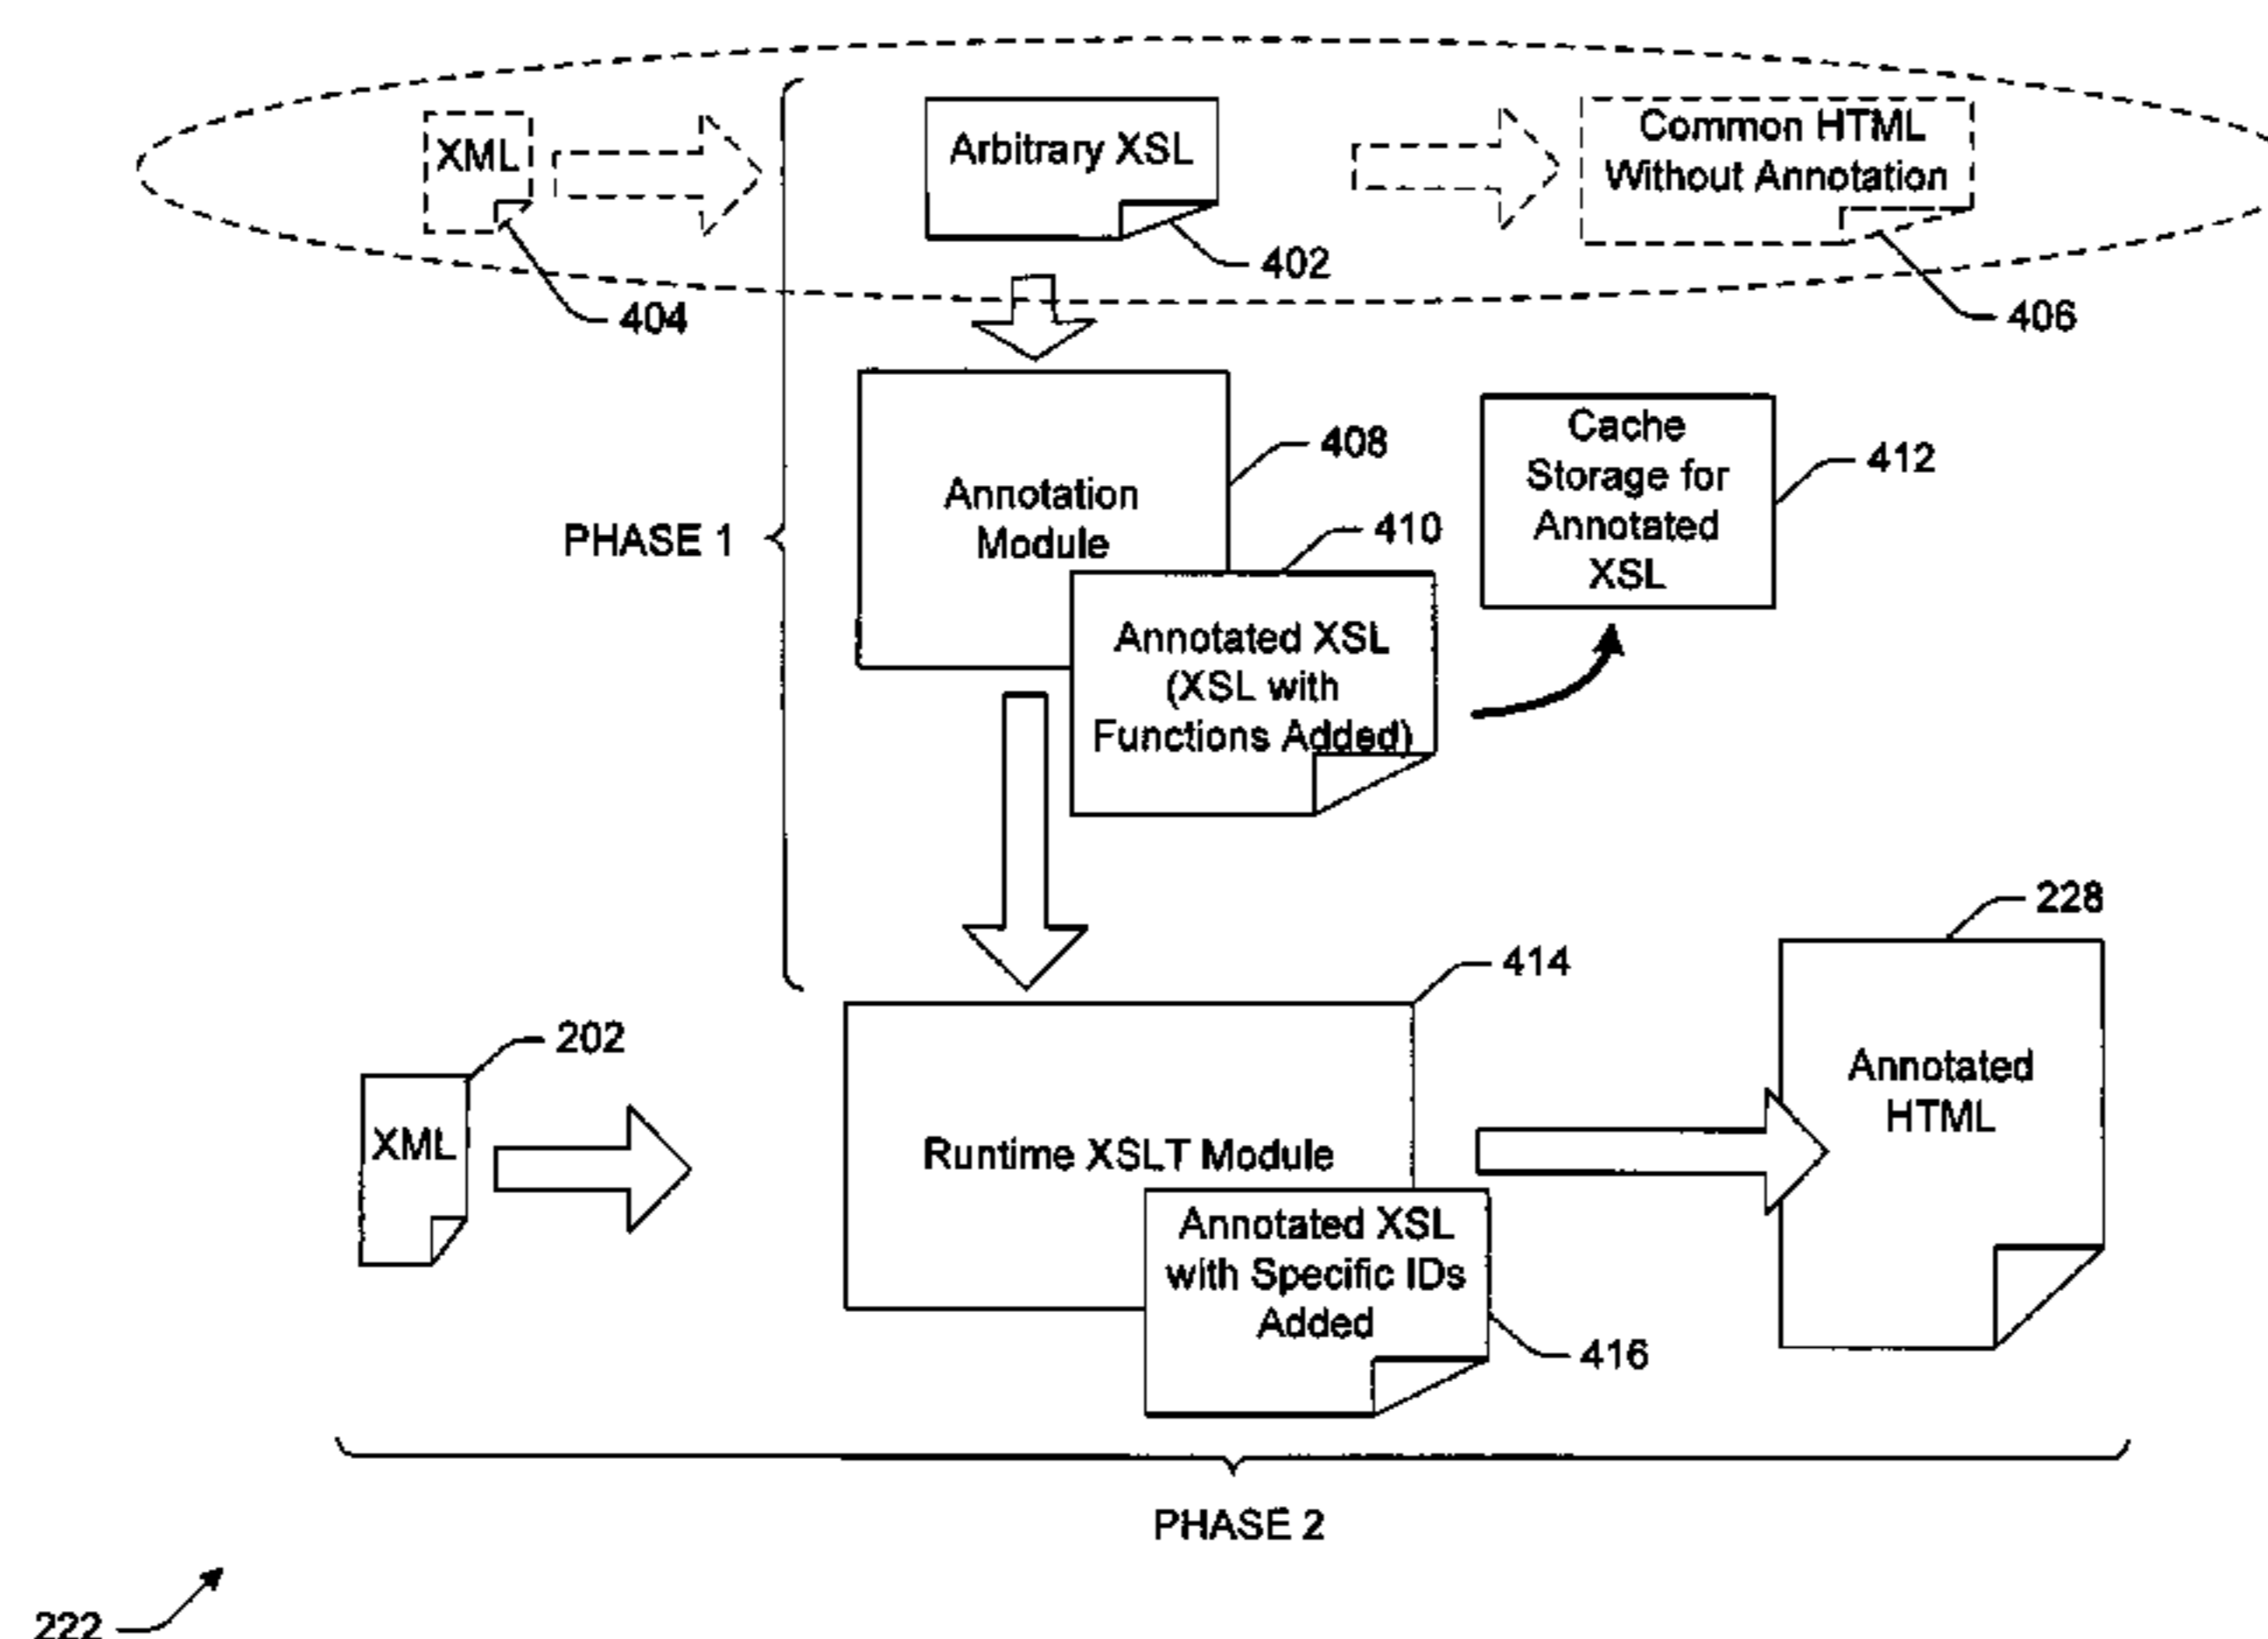 XML
Arbitrary XSL
Common HTML
Without Annotation
402
404
406
Annotation
Module
408
Cache
Storage for
Annotated
XSL
412
PHASE 1
410
Annotated XSL
(XSL with
Functions Added)
228
414
202
XML
Runtime XSLT Module
Annotated
HTML
Annotated XSL
with Specific IDs
Added
416
PHASE 2
222